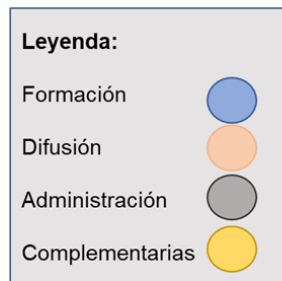 Leyenda:
Formación
Difusión
Administración
Complementarias